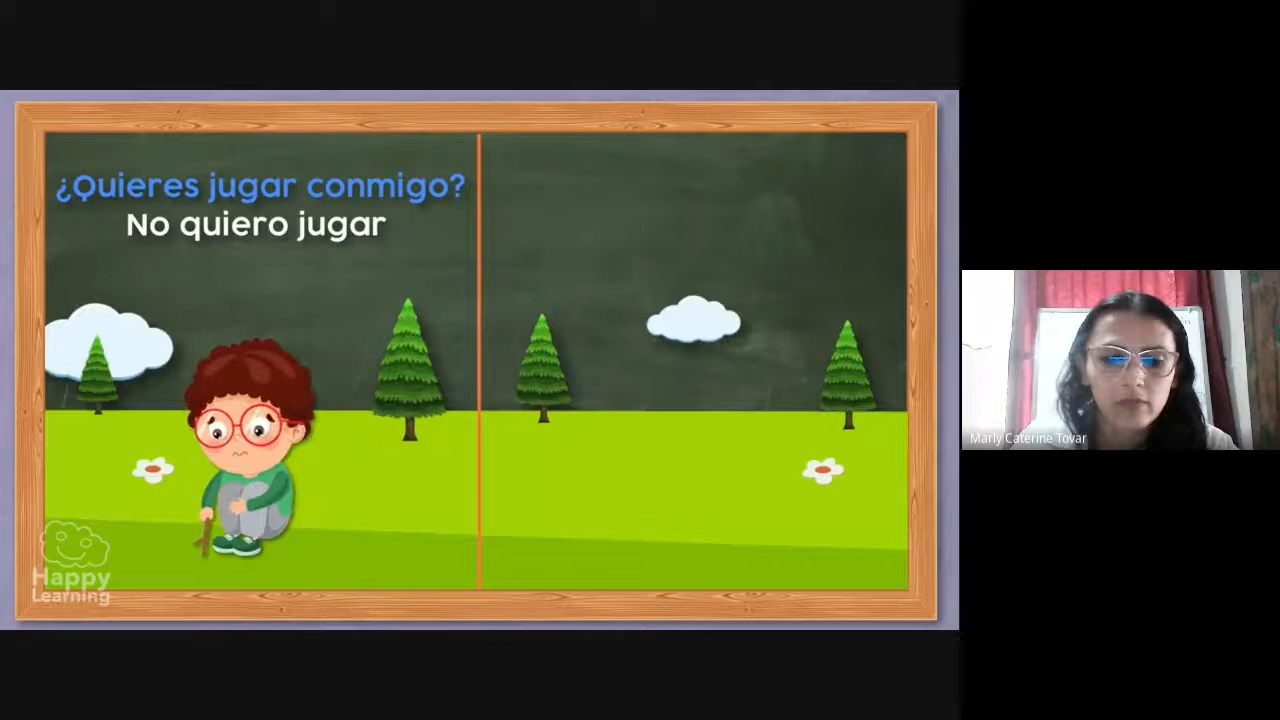 ¿Quieres jugar conmigo?
No quiero jugar
Happy
Learning
Marly Caterine Tovar